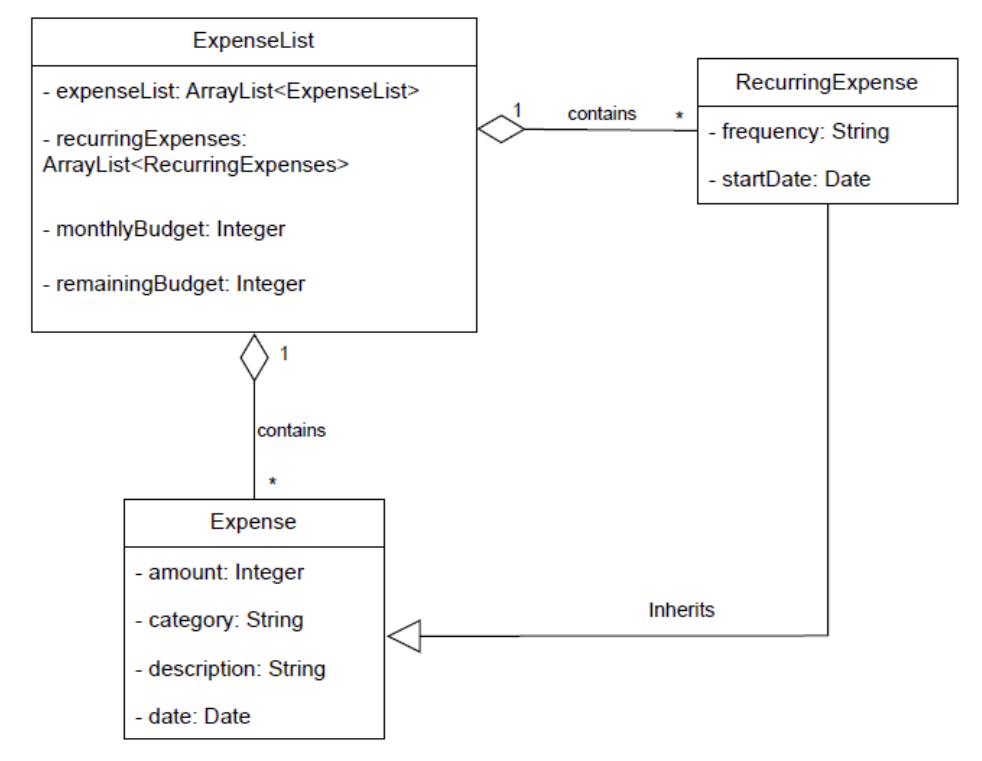 ExpenseList
- expenseList: ArrayList<ExpenseList>
- recurringExpenses:
ArrayList<RecurringExpenses>
- monthlyBudget: Integer
- remainingBudget: Integer
1
contains
*
RecurringExpense
- frequency: String
- startDate: Date
1
contains
*
Expense
- amount: Integer
- category: String
- description: String
- date: Date
Inherits